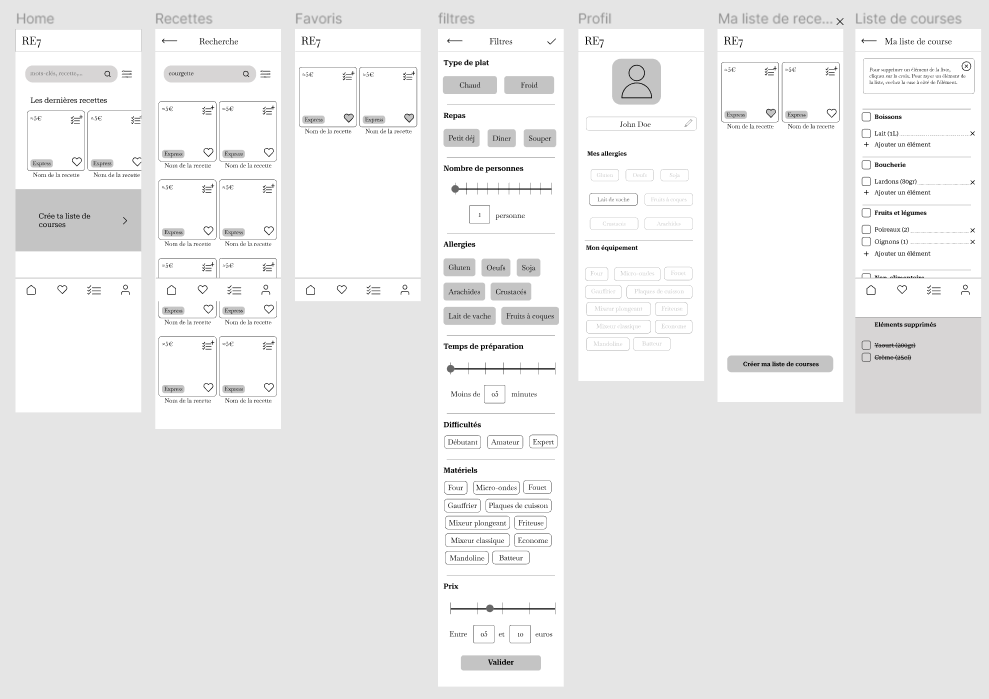 Home
RE7
mots-clés, recette,...
Les dernières recettes
≈5€
≈5€
Express
Express
Nom de la recette
Nom de la recette
Crée ta liste de
courses
Recettes
Recherche
courgette
≈5€
≈5€
Express
Express
Nom de la recette
Nom de la recette
≈5€
≈5€
Express
Express
Nom de la recette
Nom de la recette
≈5€
≈5€
Express
Express
Nom de la recette
Nom de la recette
≈5€
≈5€
Express
Express
Nom de la recette
Nom de la recette
Favoris
RE7
≈5€
≈5€
Express
Express
Nom de la recette
Nom de la recette
filtres
Filtres
Type de plat
Chaud
Froid
Repas
Petit déj
Dîner
Souper
Nombre de personnes
1
personne
Allergies
Gluten
Oeufs
Soja
Arachides
Crustacés
Lait de vache
Fruits à coques
Temps de préparation
Moins de
05
minutes
Difficultés
Débutant
Amateur
Expert
Matériels
Four
Micro-ondes
Fouet
Gauffrier
Plaques de cuisson
Mixeur plongeant
Friteuse
Mixeur classique
Econome
Mandoline
Batteur
Prix
Entre
05
et
10
euros
Valider
Profil
RE7
John Doe
Mes allergies
Gluten
Oeufs
Soja
Lait de vache
Fruits à coques
Crustacés
Arachides
Mon équipement
Four
Micro-ondes
Fouet
Gauffrier
Plaques de cuisson
Mixeur plongeant
Friteuse
Mixeur classique
Econome
Mandoline
Batteur
Ma liste de rece...
RE7
≈5€
≈5€
Express
Express
Nom de la recette
Nom de la recette
Créer ma liste de courses
Liste de courses
Ma liste de course
Pour supprimer un élément de la liste,
cliquez sur la croix. Pour rayer un élément de
la liste, cochez la case à côté de l'élément.
Boissons
Lait (1L)
Ajouter un élément
Boucherie
Lardons (80gr)
Ajouter un élément
Fruits et légumes
Poireaux (2)
Oignons (1)
Ajouter un élément
Non-alimentaire
Eléments supprimés
Yaourt (200gr)
Crème (25cl)